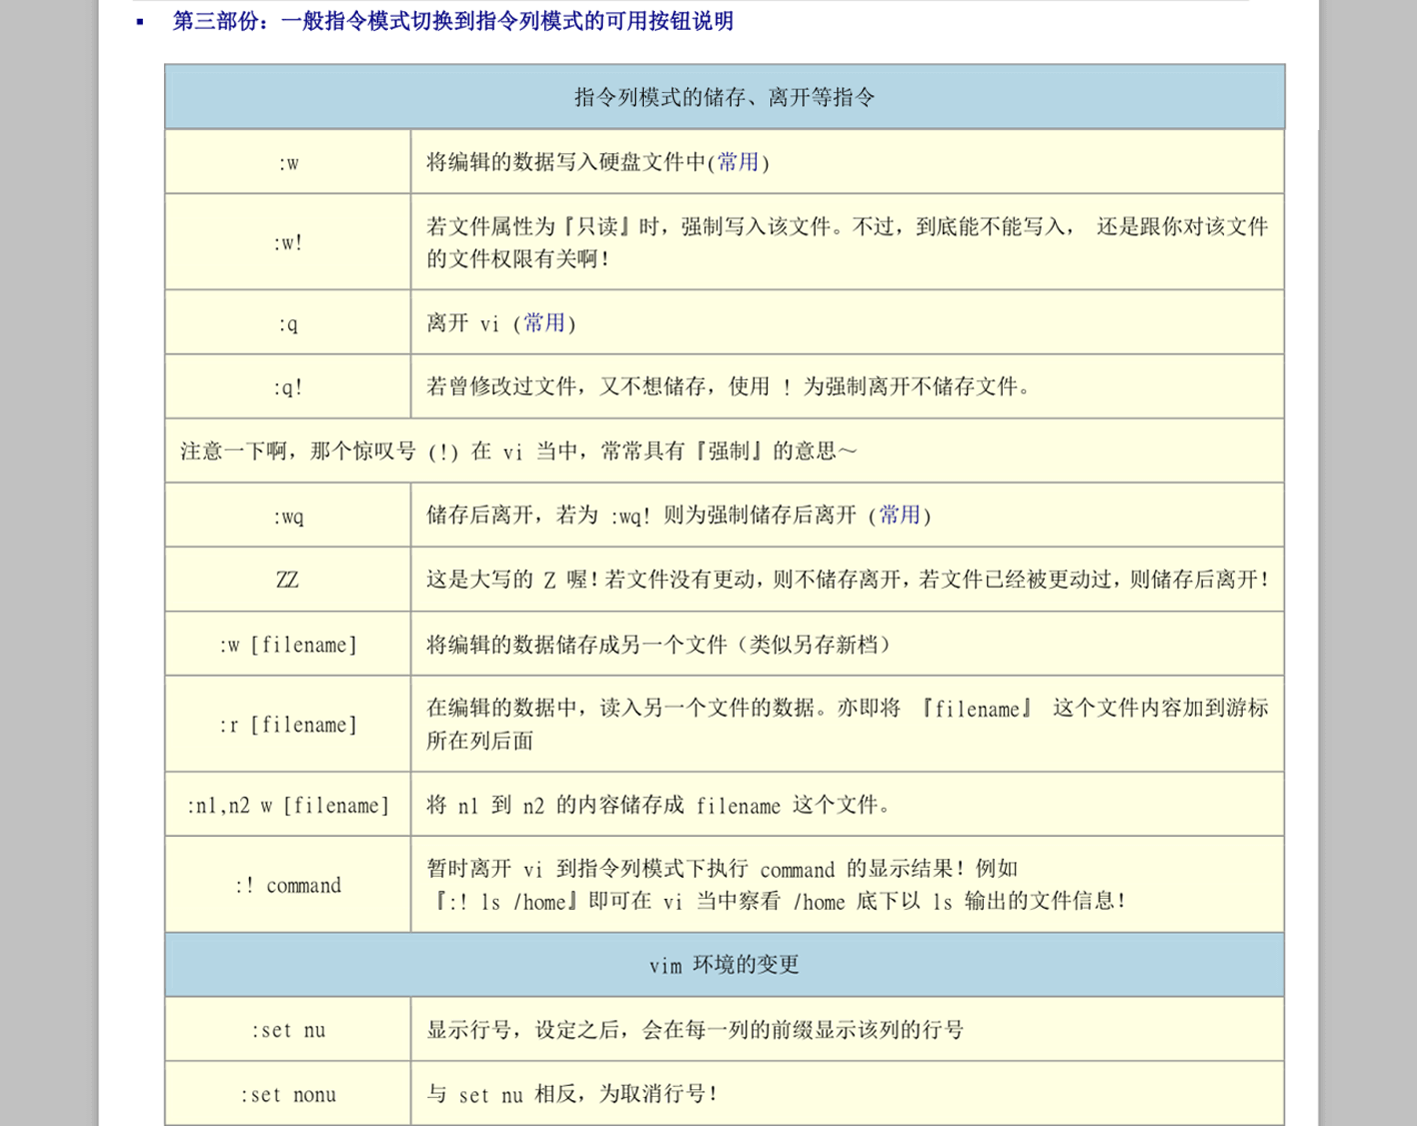 ▪ 第三部份：一般指令模式切换到指令列模式的可用按钮说明
指令列模式的储存、离开等指令
:w 将编辑的数据写入硬盘文件中(常用)
:w! 若文件属性为『只读』时，强制写入该文件。不过，到底能不能写入， 还是跟你对该文件
的文件权限有关啊！
:q 离开 vi (常用)
:q! 若曾修改过文件，又不想储存，使用 ! 为强制离开不储存文件。
注意一下啊，那个惊叹号 (!) 在 vi 当中，常常具有『强制』的意思～
:wq 储存后离开，若为 :wq! 则为强制储存后离开 (常用)
ZZ 这是大写的 Z 喔！若文件没有更动，则不储存离开，若文件已经被更动过，则储存后离开！
:w [filename] 将编辑的数据储存成另一个文件（类似另存新档）
:r [filename] 在编辑的数据中，读入另一个文件的数据。亦即将 『filename』 这个文件内容加到游标
所在列后面
:n1,n2 w [filename] 将 n1 到 n2 的内容储存成 filename 这个文件。
:! command 暂时离开 vi 到指令列模式下执行 command 的显示结果！例如
『:! ls /home』即可在 vi 当中察看 /home 底下以 ls 输出的文件信息！
vim 环境的变更
:set nu 显示行号，设定之后，会在每一列的前缀显示该列的行号
:set nonu 与 set nu 相反，为取消行号！